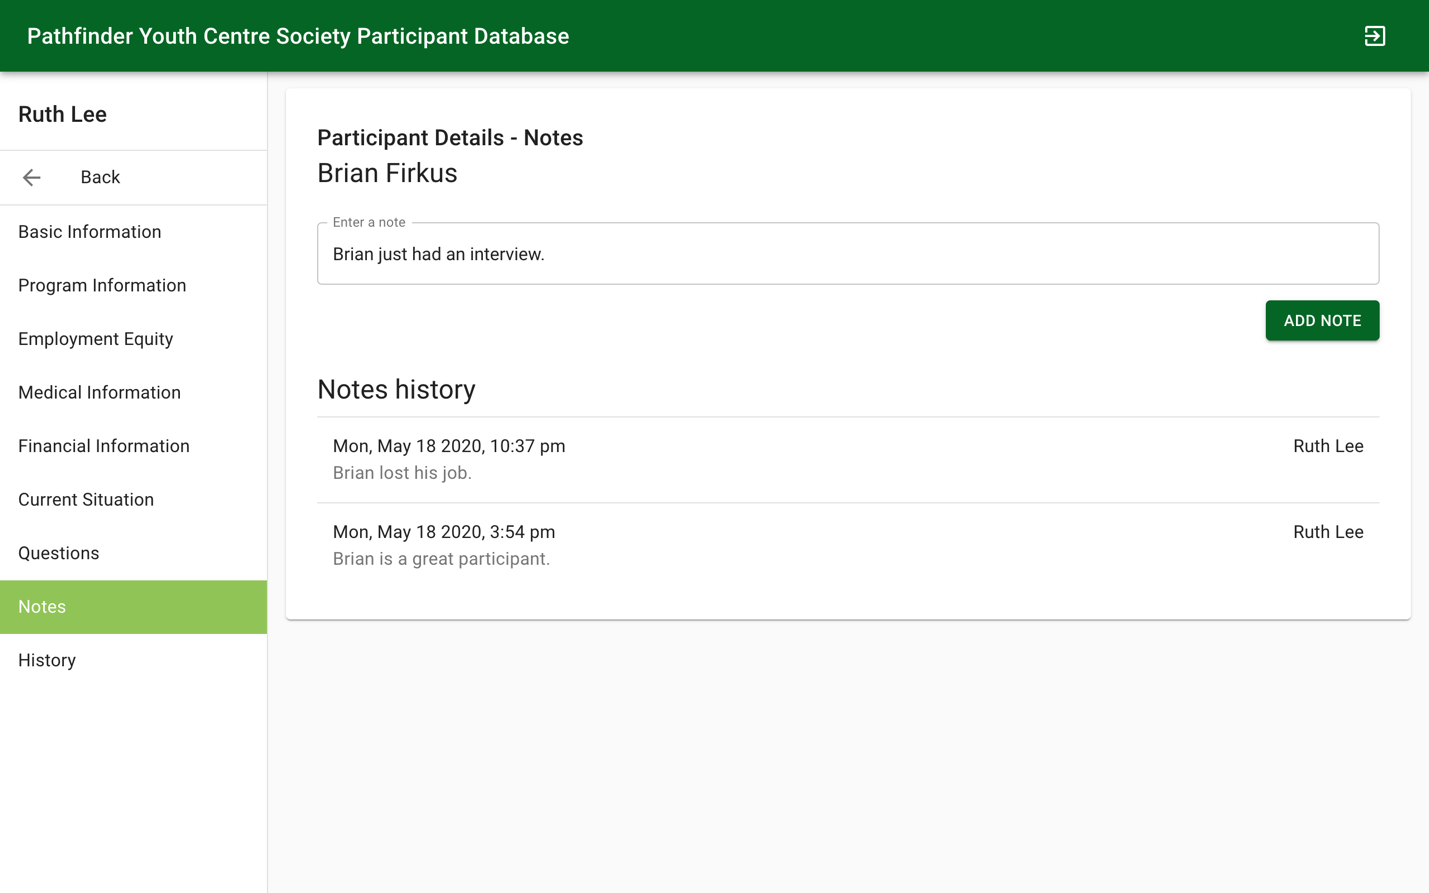 Pathfinder Youth Centre Society Participant Database
Ruth Lee
Back
Basic Information
Program Information
Employment Equity
Medical Information
Financial Information
Current Situation
Questions
Notes
History
Participant Details - Notes
Brian Firkus
Enter a note
Brian just had an interview.
ADD NOTE
Notes history
Mon, May 18 2020, 10:37 pm Ruth Lee
Brian lost his job.
Mon, May 18 2020, 3:54 pm Ruth Lee
Brian is a great participant.